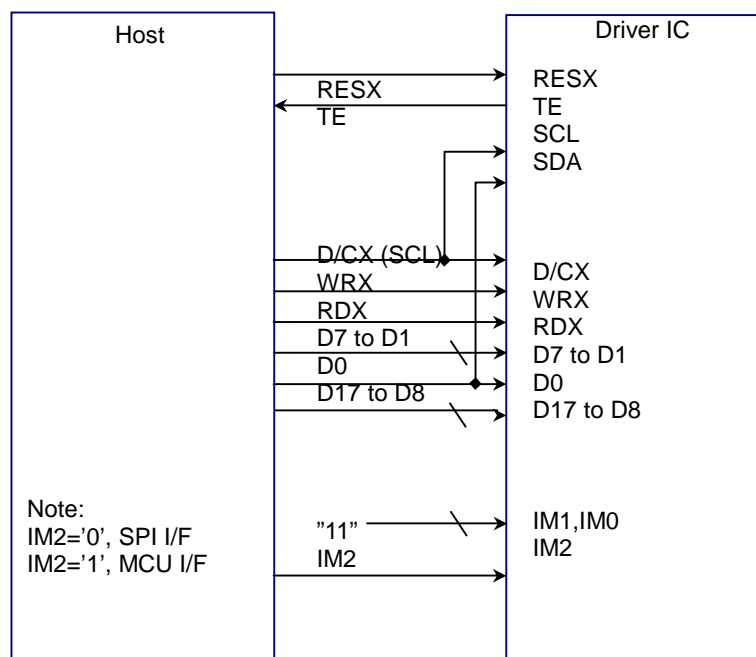 Host
Driver IC
RESX
TE
RESX
TE
SCL
SDA
D/CX (SCL)
WRX
RDX
D7 to D1
D0
D17 to D8
D/CX
WRX
RDX
D7 to D1
D0
D17 to D8
Note:
IM2='0', SPI I/F
IM2='1', MCU I/F
"11"
IM2
IM1,IM0
IM2